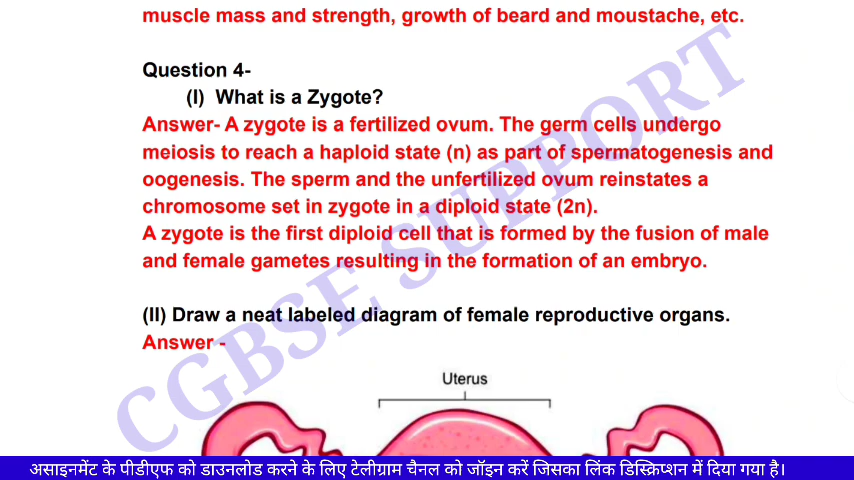 muscle mass and strength, growth of beard and moustache, etc.
Question 4-
(I) What is a Zygote?
Answer- A zygote is a fertilized ovum. The germ cells undergo
meiosis to reach a haploid state (n) as part of spermatogenesis and
oogenesis. The sperm and the unfertilized ovum reinstates a
chromosome set in zygote in a diploid state (2n).
A zygote is the first diploid cell that is formed by the fusion of male
and female gametes resulting in the formation of an embryo.
(II) Draw a neat labeled diagram of female reproductive organs.
Answer -
Uterus
CGBSE SUPPORT
असाइनमेंट के पीडीएफ को डाउनलोड करने के लिए टेलीग्राम चैनल को जॉइन करें जिसका लिंक डिस्क्रिप्शन में दिया गया है।